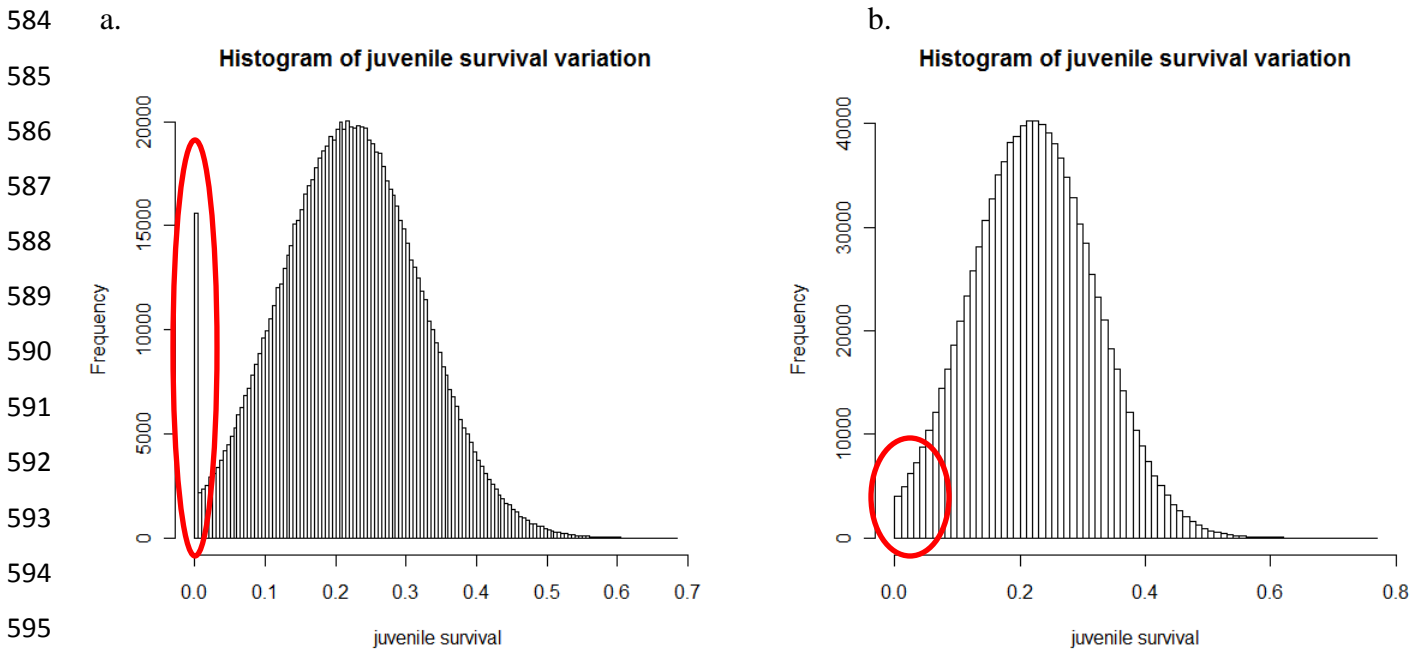 584 a. b.
Histogram of juvenile survival variation Histogram of juvenile survival variation
585
586
587
588
589
590
591
592
593
594
595
Frequency
0 5000 10000 15000 20000
0.0 0.1 0.2 0.3 0.4 0.5 0.6 0.7
juvenile survival
Frequency
0 10000 20000 30000 40000
0.0 0.2 0.4 0.6 0.8
juvenile survival